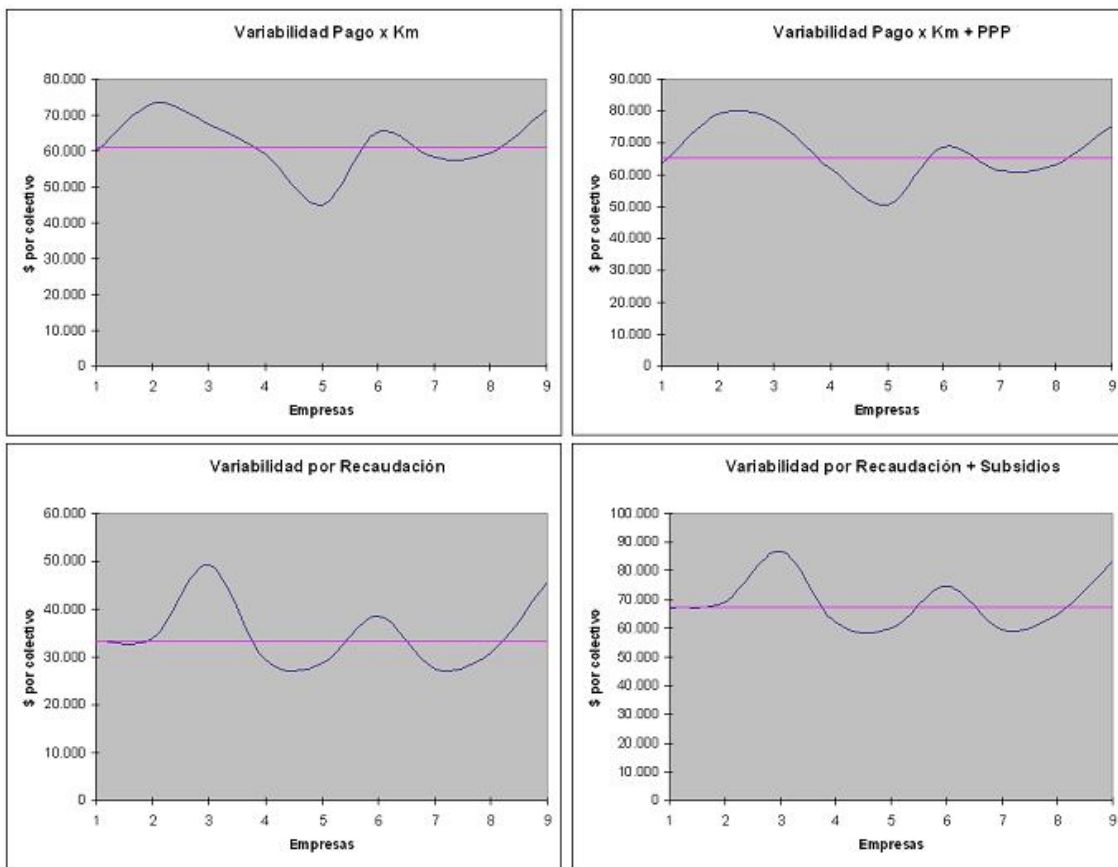 Variabilidad Pago x Km
$ por colectivo
80.000
70.000
60.000
50.000
40.000
30.000
20.000
10.000
0
1 2 3 4 5 6 7 8 9
Empresas
Variabilidad Pago x Km + PPP
$ por colectivo
90.000
80.000
70.000
60.000
50.000
40.000
30.000
20.000
10.000
0
1 2 3 4 5 6 7 8 9
Empresas
Variabilidad por Recaudación
$ por colectivo
60.000
50.000
40.000
30.000
20.000
10.000
0
1 2 3 4 5 6 7 8 9
Empresas
Variabilidad por Recaudación + Subsidios
$ por colectivo
100.000
90.000
80.000
70.000
60.000
50.000
40.000
30.000
20.000
10.000
0
1 2 3 4 5 6 7 8 9
Empresas